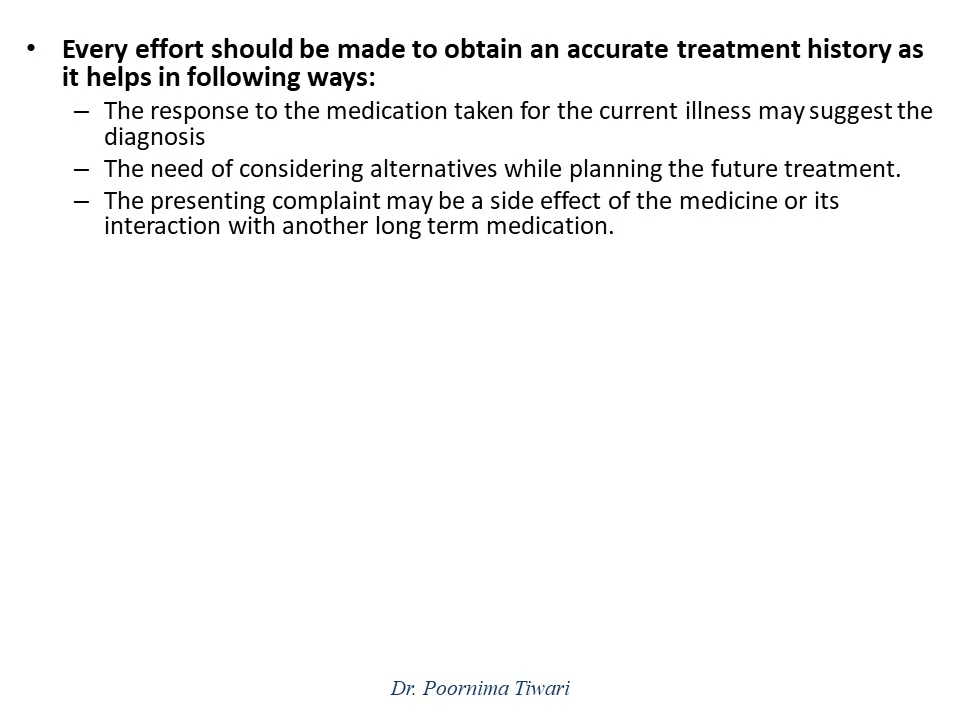 • Every effort should be made to obtain an accurate treatment history as
it helps in following ways:
– The response to the medication taken for the current illness may suggest the
diagnosis
– The need of considering alternatives while planning the future treatment.
– The presenting complaint may be a side effect of the medicine or its
interaction with another long term medication.
Dr. Poornima Tiwari